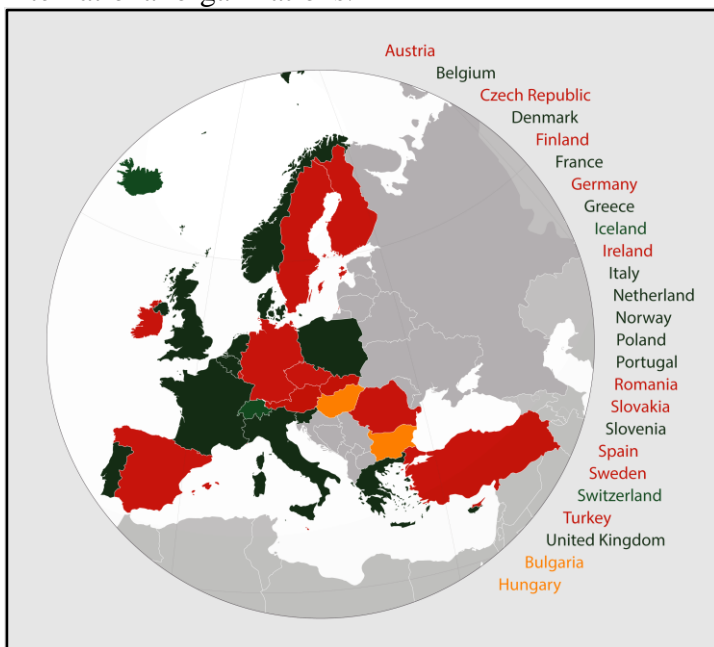 Austria
Belgium
Czech Republic
Denmark
Finland
France
Germany
Greece
Iceland
Ireland
Italy
Netherland
Norway
Poland
Portugal
Romania
Slovakia
Slovenia
Spain
Sweden
Switzerland
Turkey
United Kingdom
Bulgaria
Hungary